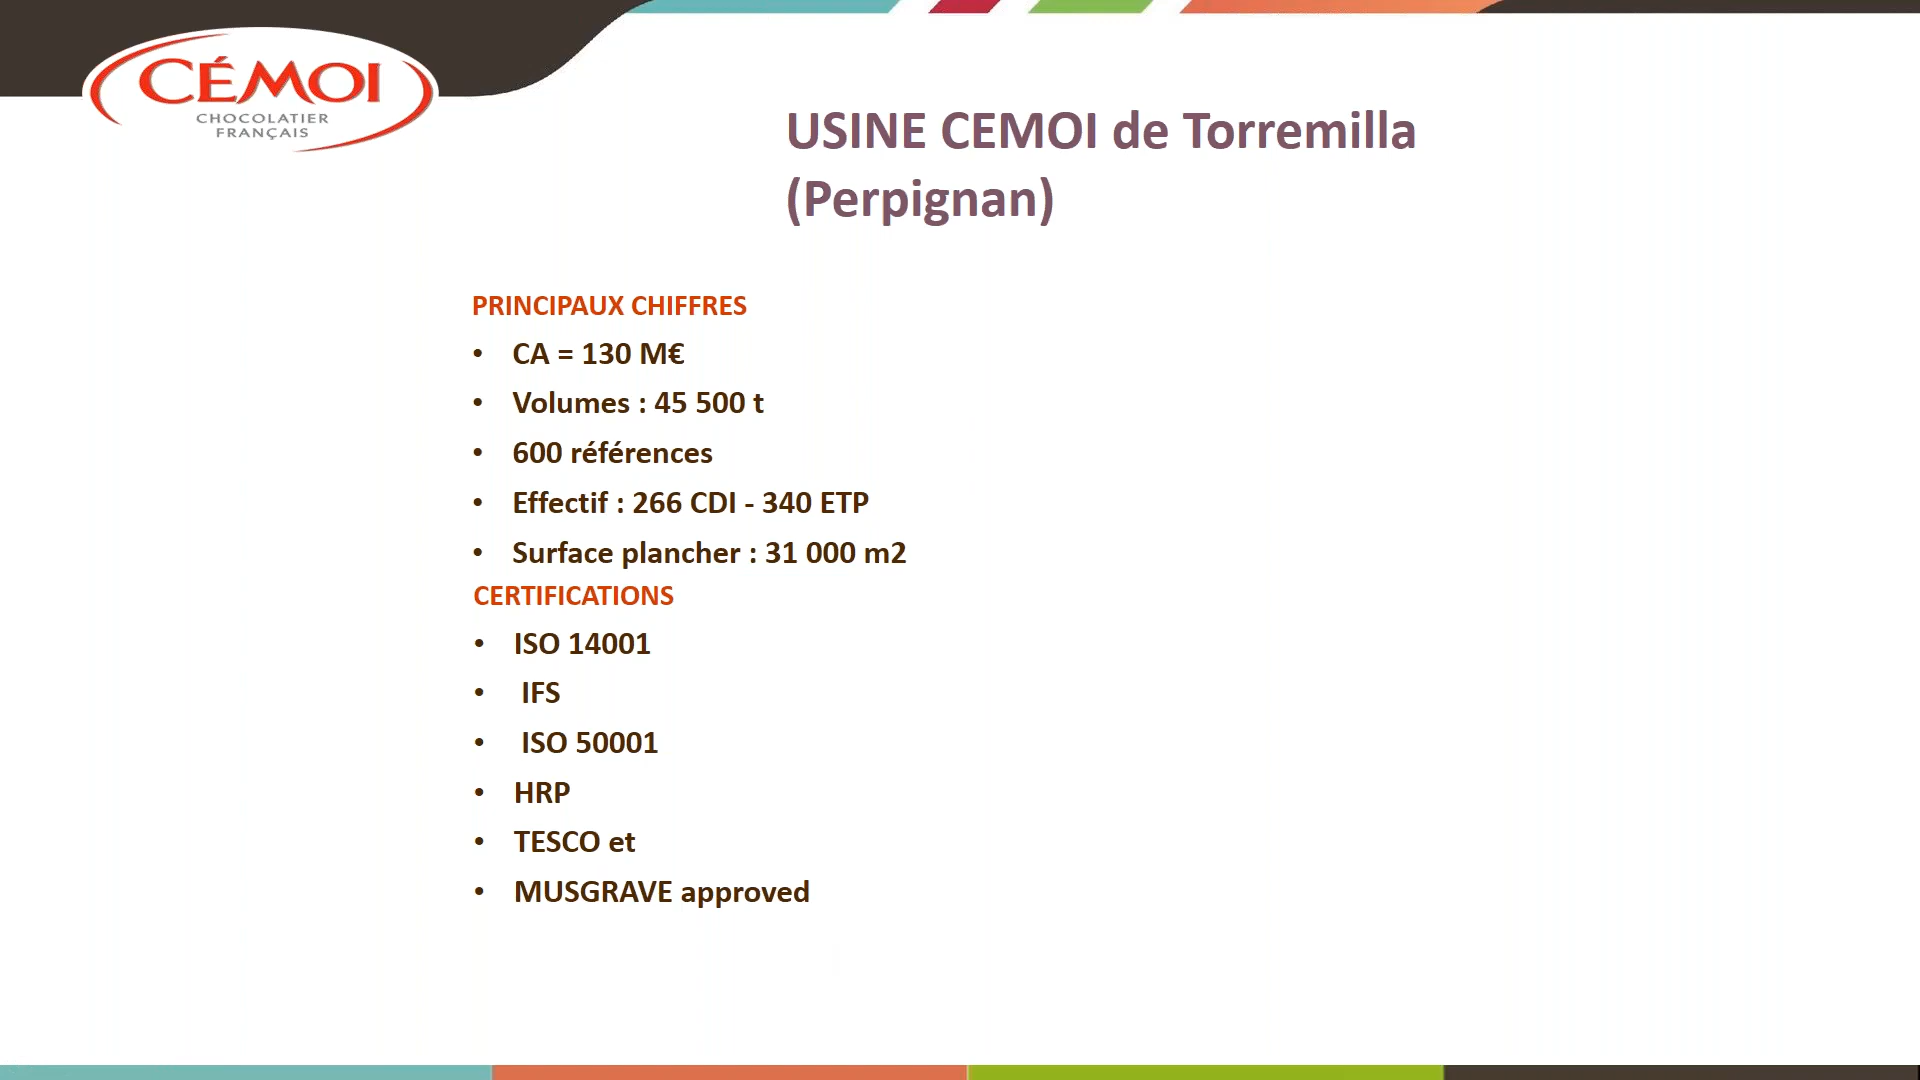 CÉMOI
CHOCOLATIER
FRANÇAIS
USINE CEMOI de Torremilla
(Perpignan)
PRINCIPAUX CHIFFRES
• CA = 130 M€
• Volumes : 45 500 t
• 600 références
• Effectif : 266 CDI - 340 ETP
• Surface plancher : 31 000 m2
CERTIFICATIONS
• ISO 14001
• IFS
• ISO 50001
• HRP
• TESCO et
• MUSGRAVE approved